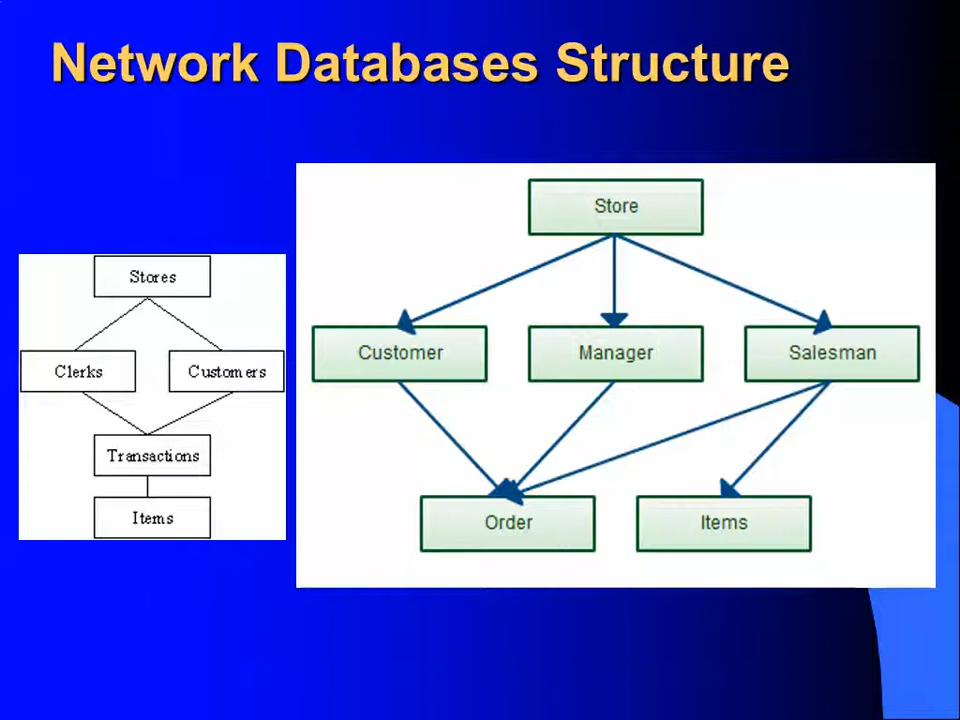 Network Databases Structure
Stores
Clerks
Customers
Transactions
Items
Store
Customer
Manager
Salesman
Order
Items